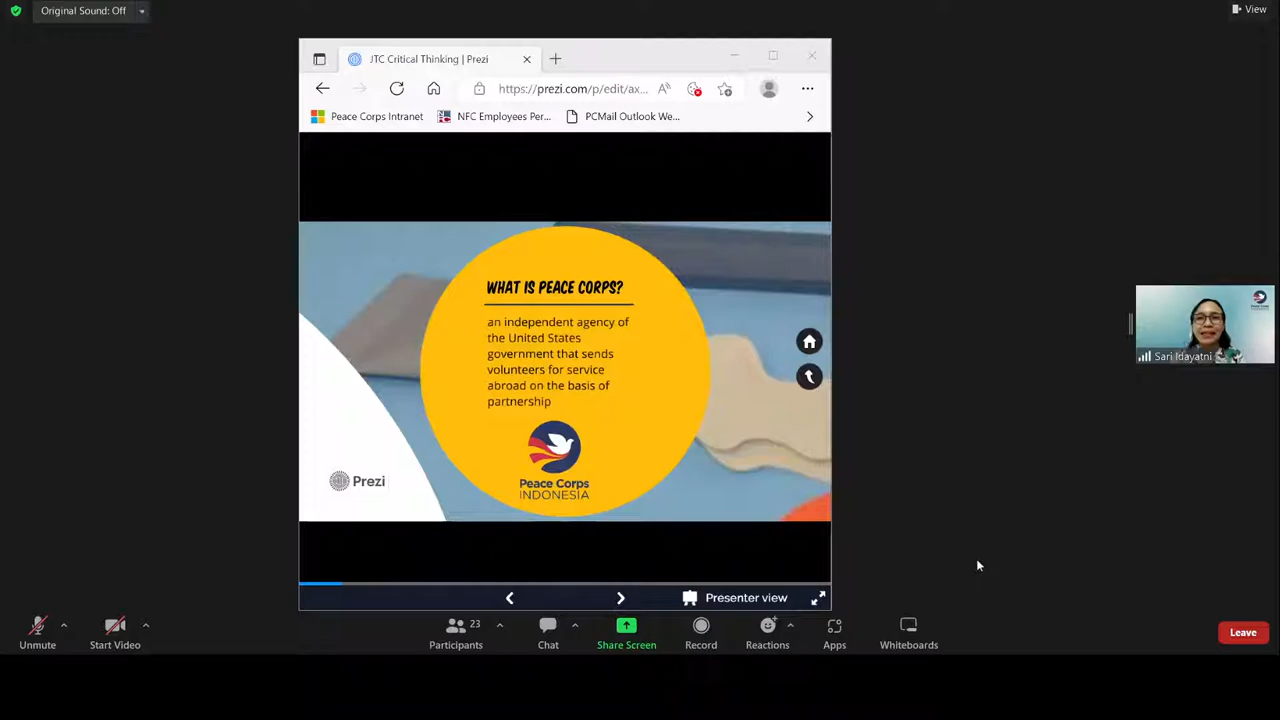 Original Sound: Off
View
JTC Critical Thinking | Prezi
https://prezi.com/p/edit/ax...
Peace Corps Intranet
NFC Employees Per...
PCMail Outlook We...
WHAT IS PEACE CORPS?
an independent agency of
the United States
government that sends
volunteers for service
abroad on the basis of
partnership
Peace Corps
INDONESIA
Prezi
Sari Idayatni
Presenter view
Unmute
Start Video
Participants
23
Chat
Share Screen
Record
Reactions
Apps
Whiteboards
Leave